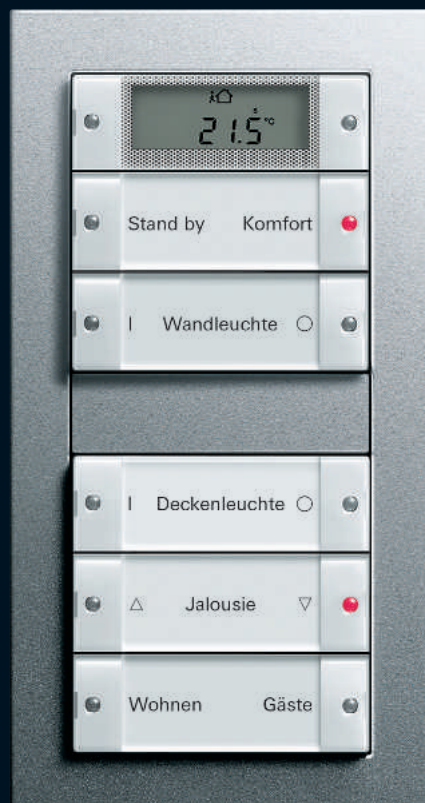 21.5 °C
Stand by Komfort
I Wandleuchte ○
I Deckenleuchte ○
△ Jalousie ▽
Wohnen Gäste